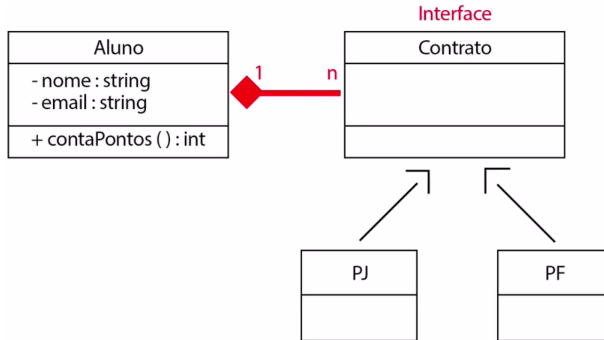 Interface
Aluno
- nome : string
- email : string
+ contaPontos ( ) : int
1
n
Contrato
PJ
PF